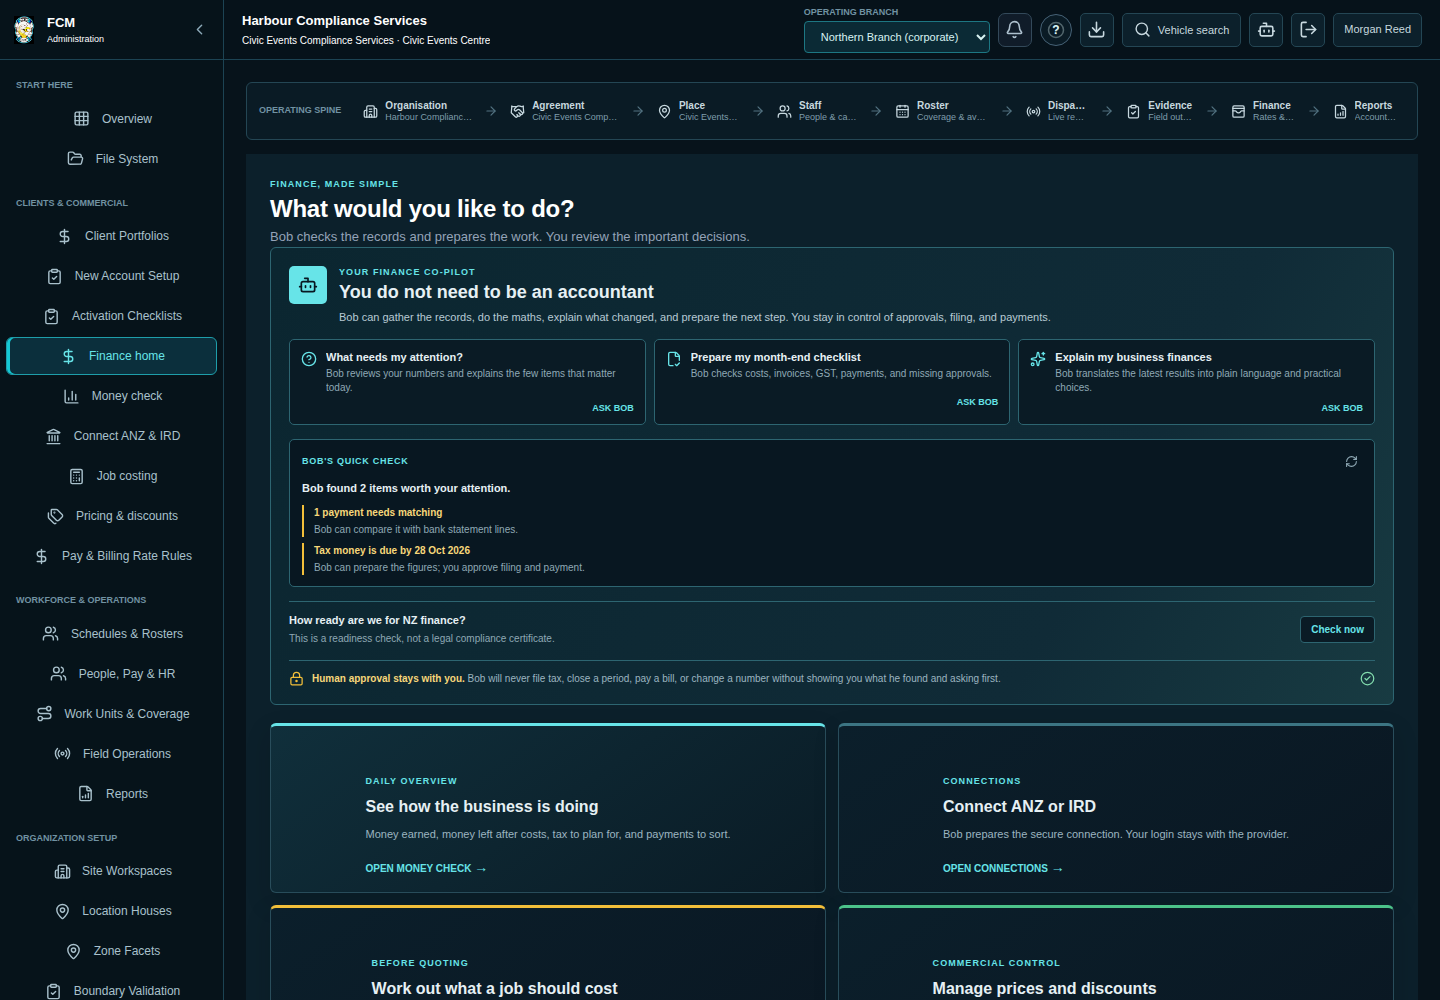 FCM
Administration
Harbour Compliance Services
Civic Events Compliance Services · Civic Events Centre
OPERATING BRANCH
Northern Branch (corporate)
Vehicle search
Morgan Reed
START HERE
Overview
File System
CLIENTS & COMMERCIAL
Client Portfolios
New Account Setup
Activation Checklists
Finance home
Money check
Connect ANZ & IRD
Job costing
Pricing & discounts
Pay & Billing Rate Rules
WORKFORCE & OPERATIONS
Schedules & Rosters
People, Pay & HR
Work Units & Coverage
Field Operations
Reports
ORGANIZATION SETUP
Site Workspaces
Location Houses
Zone Facets
Boundary Validation
OPERATING SPINE
Organisation
Harbour Complianc…
Agreement
Civic Events Comp…
Place
Civic Events…
Staff
People & ca…
Roster
Coverage & av…
Dispa…
Live re…
Evidence
Field out…
Finance
Rates &…
Reports
Account…
FINANCE, MADE SIMPLE
What would you like to do?
Bob checks the records and prepares the work. You review the important decisions.
YOUR FINANCE CO-PILOT
You do not need to be an accountant
Bob can gather the records, do the maths, explain what changed, and prepare the next step. You stay in control of approvals, filing, and payments.
What needs my attention?
Bob reviews your numbers and explains the few items that matter
today.
ASK BOB
Prepare my month-end checklist
Bob checks costs, invoices, GST, payments, and missing approvals.
ASK BOB
Explain my business finances
Bob translates the latest results into plain language and practical
choices.
ASK BOB
BOB'S QUICK CHECK
Bob found 2 items worth your attention.
1 payment needs matching
Bob can compare it with bank statement lines.
Tax money is due by 28 Oct 2026
Bob can prepare the figures; you approve filing and payment.
How ready are we for NZ finance?
This is a readiness check, not a legal compliance certificate.
Check now
Human approval stays with you. Bob will never file tax, close a period, pay a bill, or change a number without showing you what he found and asking first.
DAILY OVERVIEW
See how the business is doing
Money earned, money left after costs, tax to plan for, and payments to sort.
OPEN MONEY CHECK →
CONNECTIONS
Connect ANZ or IRD
Bob prepares the secure connection. Your login stays with the provider.
OPEN CONNECTIONS →
BEFORE QUOTING
Work out what a job should cost
COMMERCIAL CONTROL
Manage prices and discounts